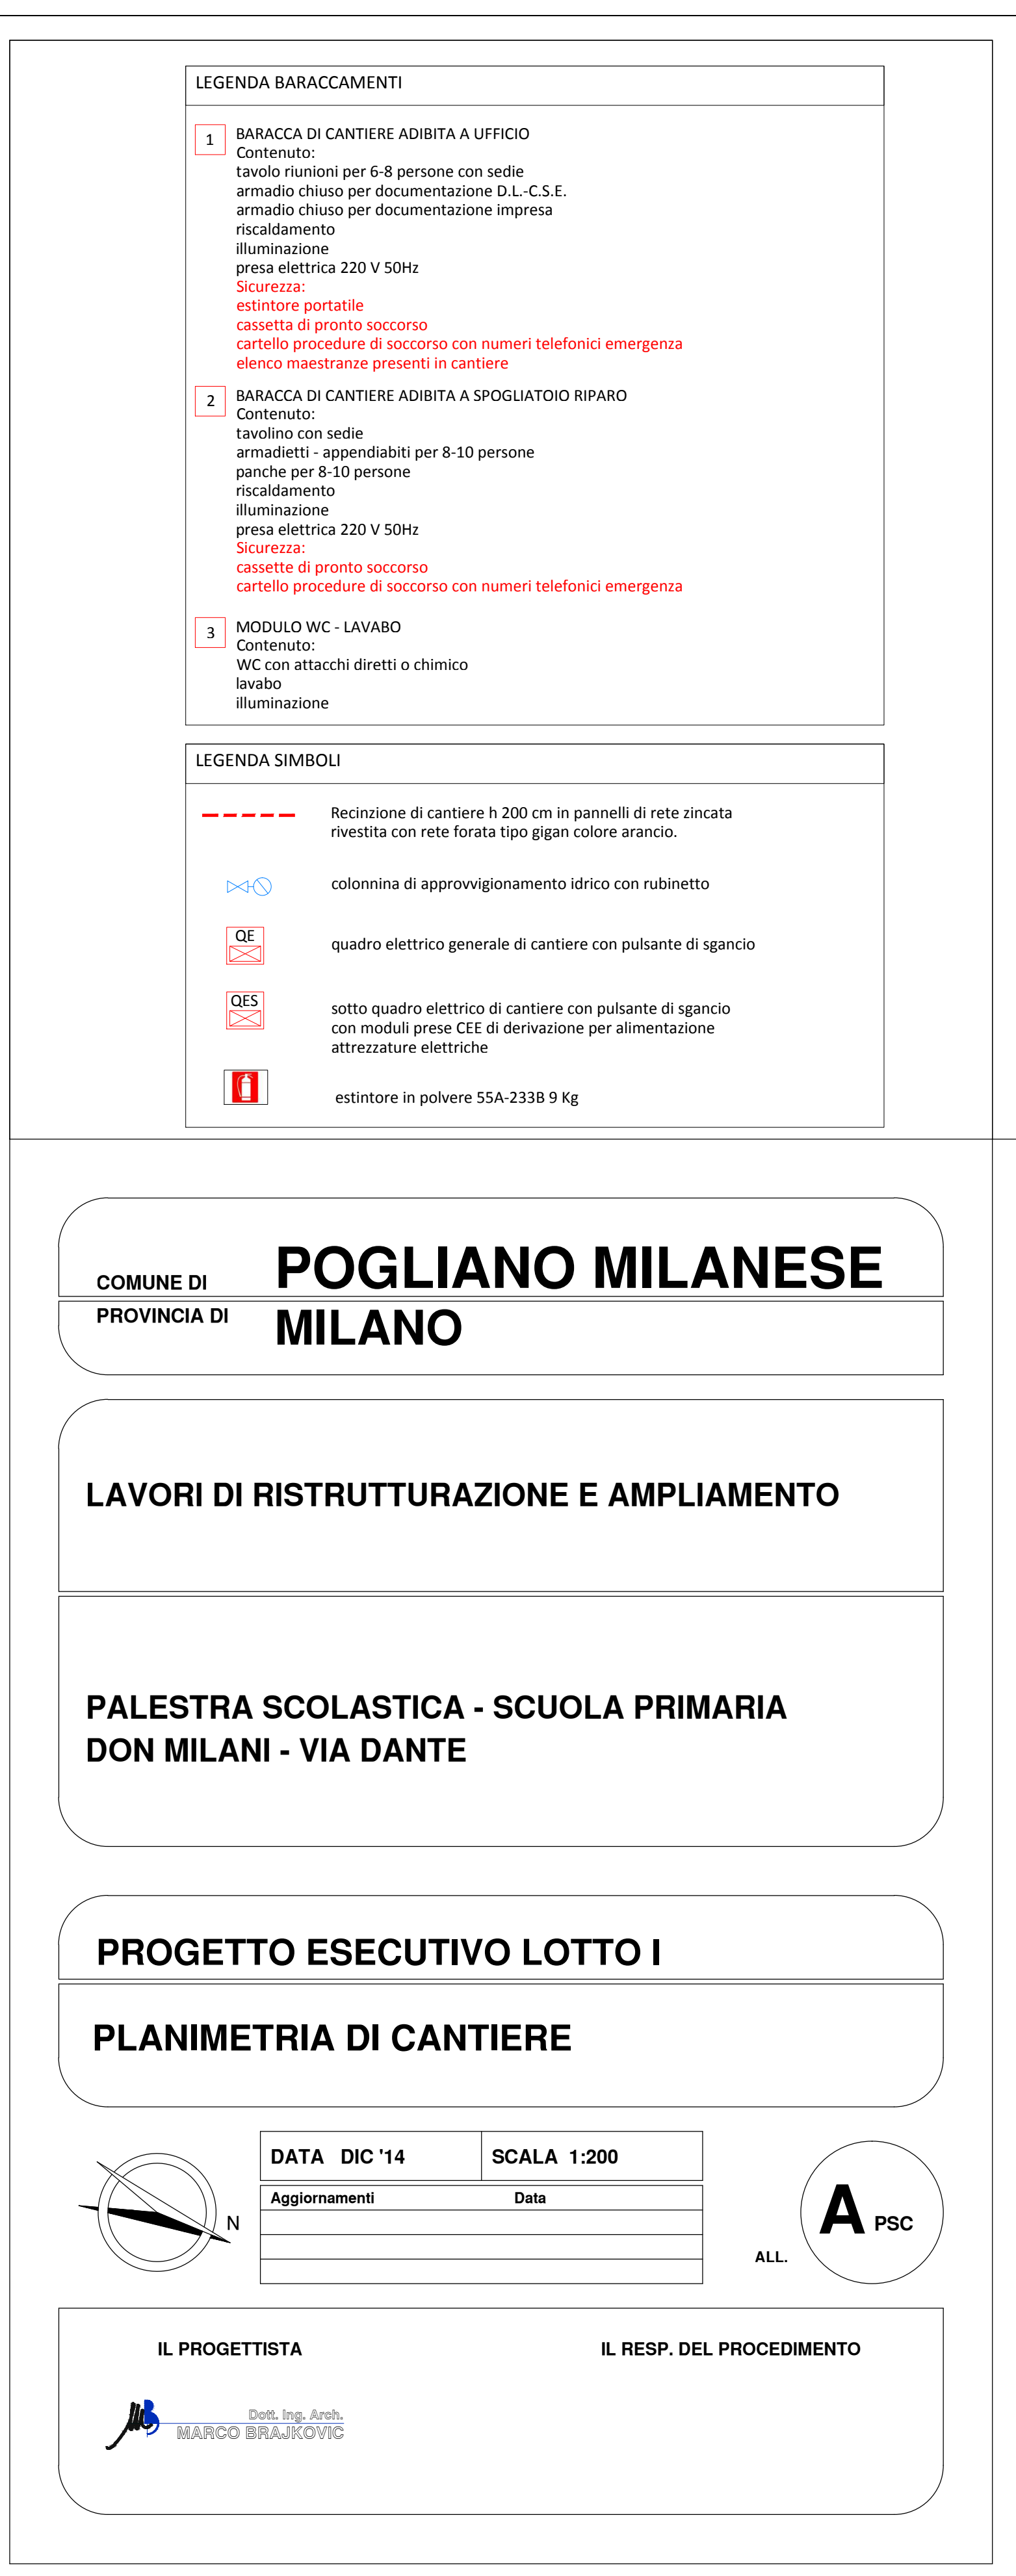 LEGENDA BARACCAMENTI
1
BARACCA DI CANTIERE ADIBITA A UFFICIO
Contenuto:
tavolo riunioni per 6-8 persone con sedie
armadio chiuso per documentazione D.L.-C.S.E.
armadio chiuso per documentazione impresa
riscaldamento
illuminazione
presa elettrica 220 V 50Hz
Sicurezza:
estintore portatile
cassetta di pronto soccorso
cartello procedure di soccorso con numeri telefonici emergenza
elenco maestranze presenti in cantiere
2
BARACCA DI CANTIERE ADIBITA A SPOGLIATOIO RIPARO
Contenuto:
tavolino con sedie
armadietti - appendiabiti per 8-10 persone
panche per 8-10 persone
riscaldamento
illuminazione
presa elettrica 220 V 50Hz
Sicurezza:
cassette di pronto soccorso
cartello procedure di soccorso con numeri telefonici emergenza
3
MODULO WC - LAVABO
Contenuto:
WC con attacchi diretti o chimico
lavabo
illuminazione
LEGENDA SIMBOLI
Recinzione di cantiere h 200 cm in pannelli di rete zincata
rivestita con rete forata tipo gigan colore arancio.
colonnina di approvvigionamento idrico con rubinetto
QE
quadro elettrico generale di cantiere con pulsante di sgancio
QES
sotto quadro elettrico di cantiere con pulsante di sgancio
con moduli prese CEE di derivazione per alimentazione
attrezzature elettriche
estintore in polvere 55A-233B 9 Kg
COMUNE DI POGLIANO MILANESE
PROVINCIA DI MILANO
LAVORI DI RISTRUTTURAZIONE E AMPLIAMENTO
PALESTRA SCOLASTICA - SCUOLA PRIMARIA
DON MILANI - VIA DANTE
PROGETTO ESECUTIVO LOTTO I
PLANIMETRIA DI CANTIERE
N
DATA DIC '14
SCALA 1:200
Aggiornamenti Data
ALL. A PSC
IL PROGETTISTA
IL RESP. DEL PROCEDIMENTO
MB
Dott. Ing. Arch.
MARCO BRAJKOVIC